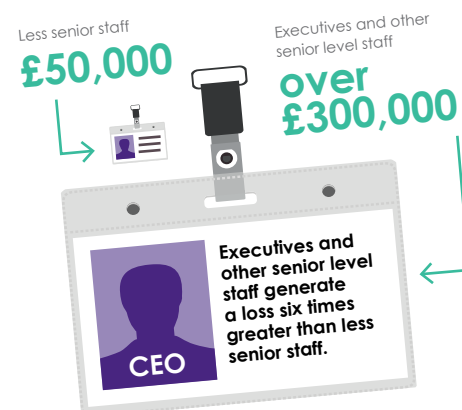 Less senior staff
£50,000
Executives and other
senior level staff
over
£300,000
Executives and
other senior level
staff generate
a loss six times
greater than less
senior staff.
CEO